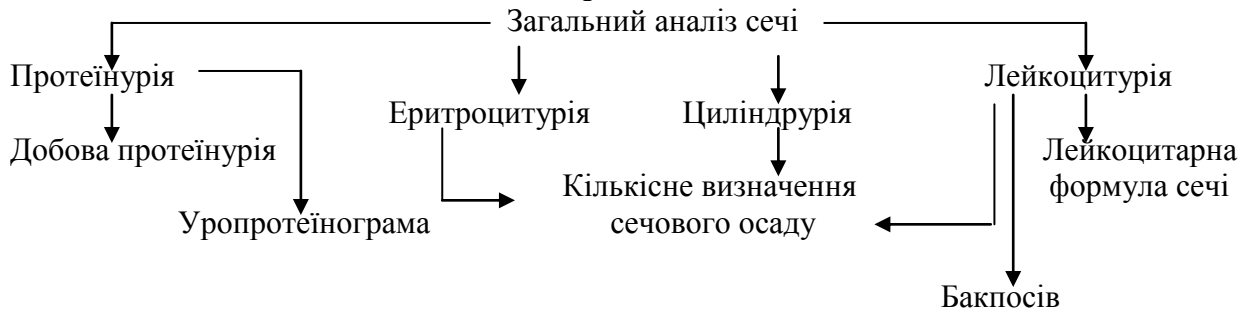 Загальний аналіз сечі
Протеїнурія
Лейкоцитурія
Еритроцитурія
Циліндрурія
Добова протеїнурія
Лейкоцитарна
формула сечі
Кількісне визначення
сечового осаду
Уропротеїнограма
Бакпосів